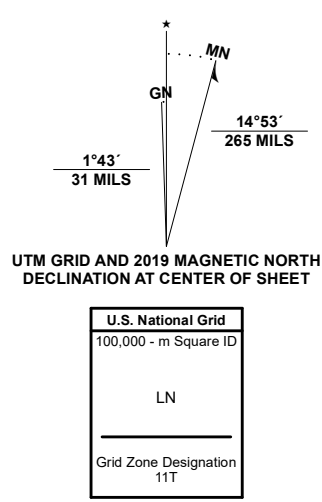 ★
MN
GN
14°53´
265 MILS
1°43´
31 MILS
UTM GRID AND 2019 MAGNETIC NORTH
DECLINATION AT CENTER OF SHEET
U.S. National Grid
100,000 - m Square ID
LN
Grid Zone Designation
11T